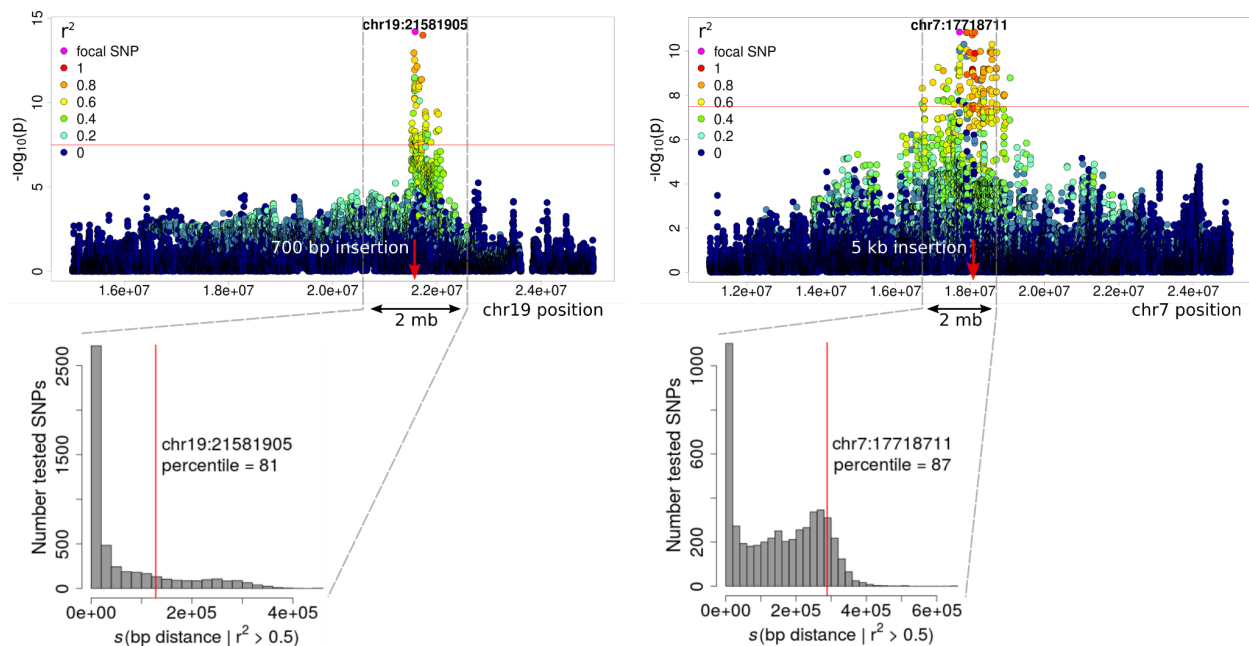 chr19:21581905
r²
focal SNP
1
0.8
0.6
0.4
0.2
0
15
10
5
0
-log₁₀(p)
700 bp insertion
1.6e+07 1.8e+07 2.0e+07 2.2e+07 2.4e+07
2 mb
chr19 position
chr7:17718711
r²
focal SNP
1
0.8
0.6
0.4
0.2
0
10
8
6
4
2
0
-log₁₀(p)
5 kb insertion
1.2e+07 1.4e+07 1.6e+07 1.8e+07 2.0e+07 2.2e+07 2.4e+07
2 mb
chr7 position
2500
1500
500
0
Number tested SNPs
chr19:21581905
percentile = 81
0e+00 2e+05 4e+05
s(bp distance | r² > 0.5)
1000
600
200
0
Number tested SNPs
chr7:17718711
percentile = 87
0e+00 2e+05 4e+05 6e+05
s(bp distance | r² > 0.5)